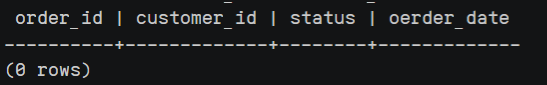 order_id | customer_id | status | oerder_date
----------+-------------+--------+-------------
(0 rows)